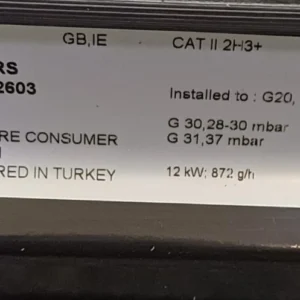 GB,IE CAT II 2H3+
RS
2603 Installed to : G20,
G 30,28-30 mbar
RE CONSUMER G 31,37 mbar
RED IN TURKEY 12 kW; 872 g/h